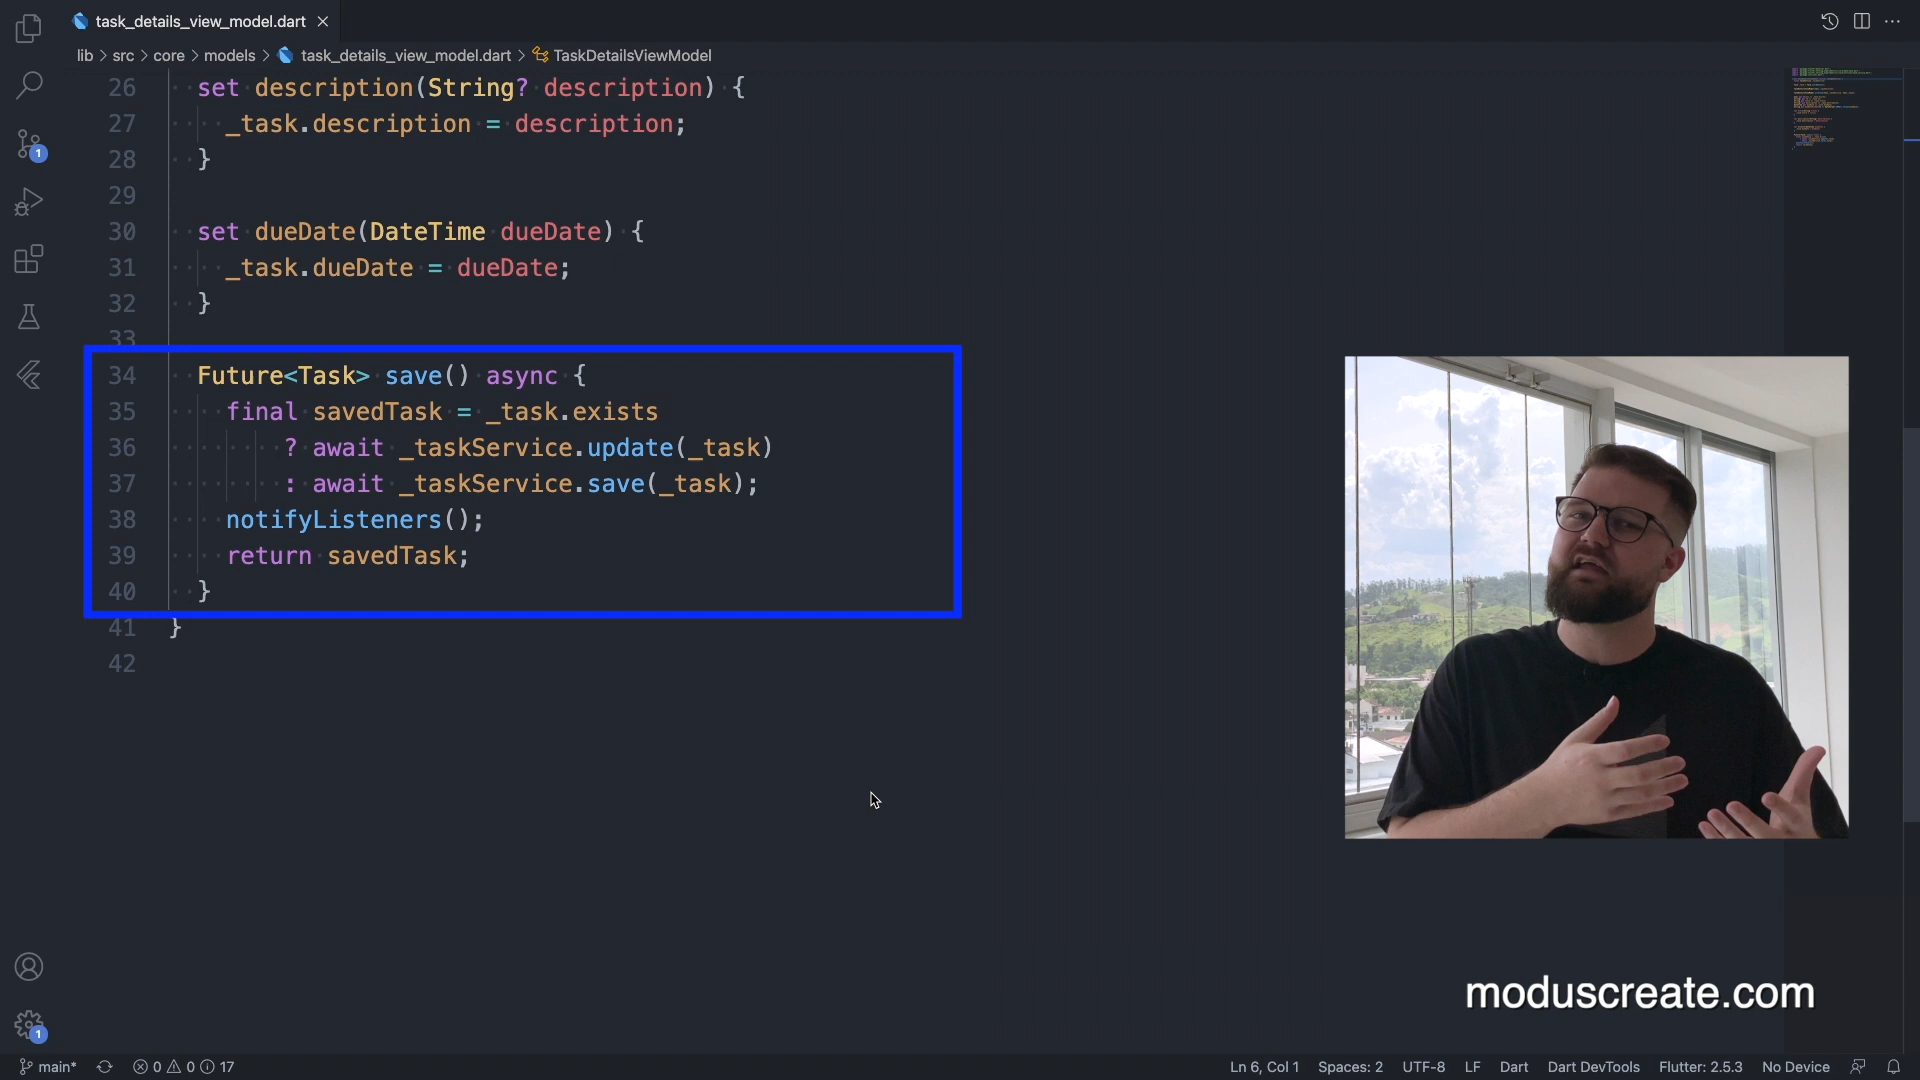 task_details_view_model.dart
lib > src > core > models > task_details_view_model.dart > TaskDetailsViewModel
26 set description(String? description) {
27 _task.description = description;
28 }
29
30 set dueDate(DateTime dueDate) {
31 _task.dueDate = dueDate;
32 }
33
34 Future<Task> save() async {
35 final savedTask = _task.exists
36 ? await _taskService.update(_task)
37 : await _taskService.save(_task);
38 notifyListeners();
39 return savedTask;
40 }
41 }
42
1
1
moduscreate.com
main* 0 0 17 Ln 6, Col 1 Spaces: 2 UTF-8 LF Dart Dart DevTools Flutter: 2.5.3 No Device